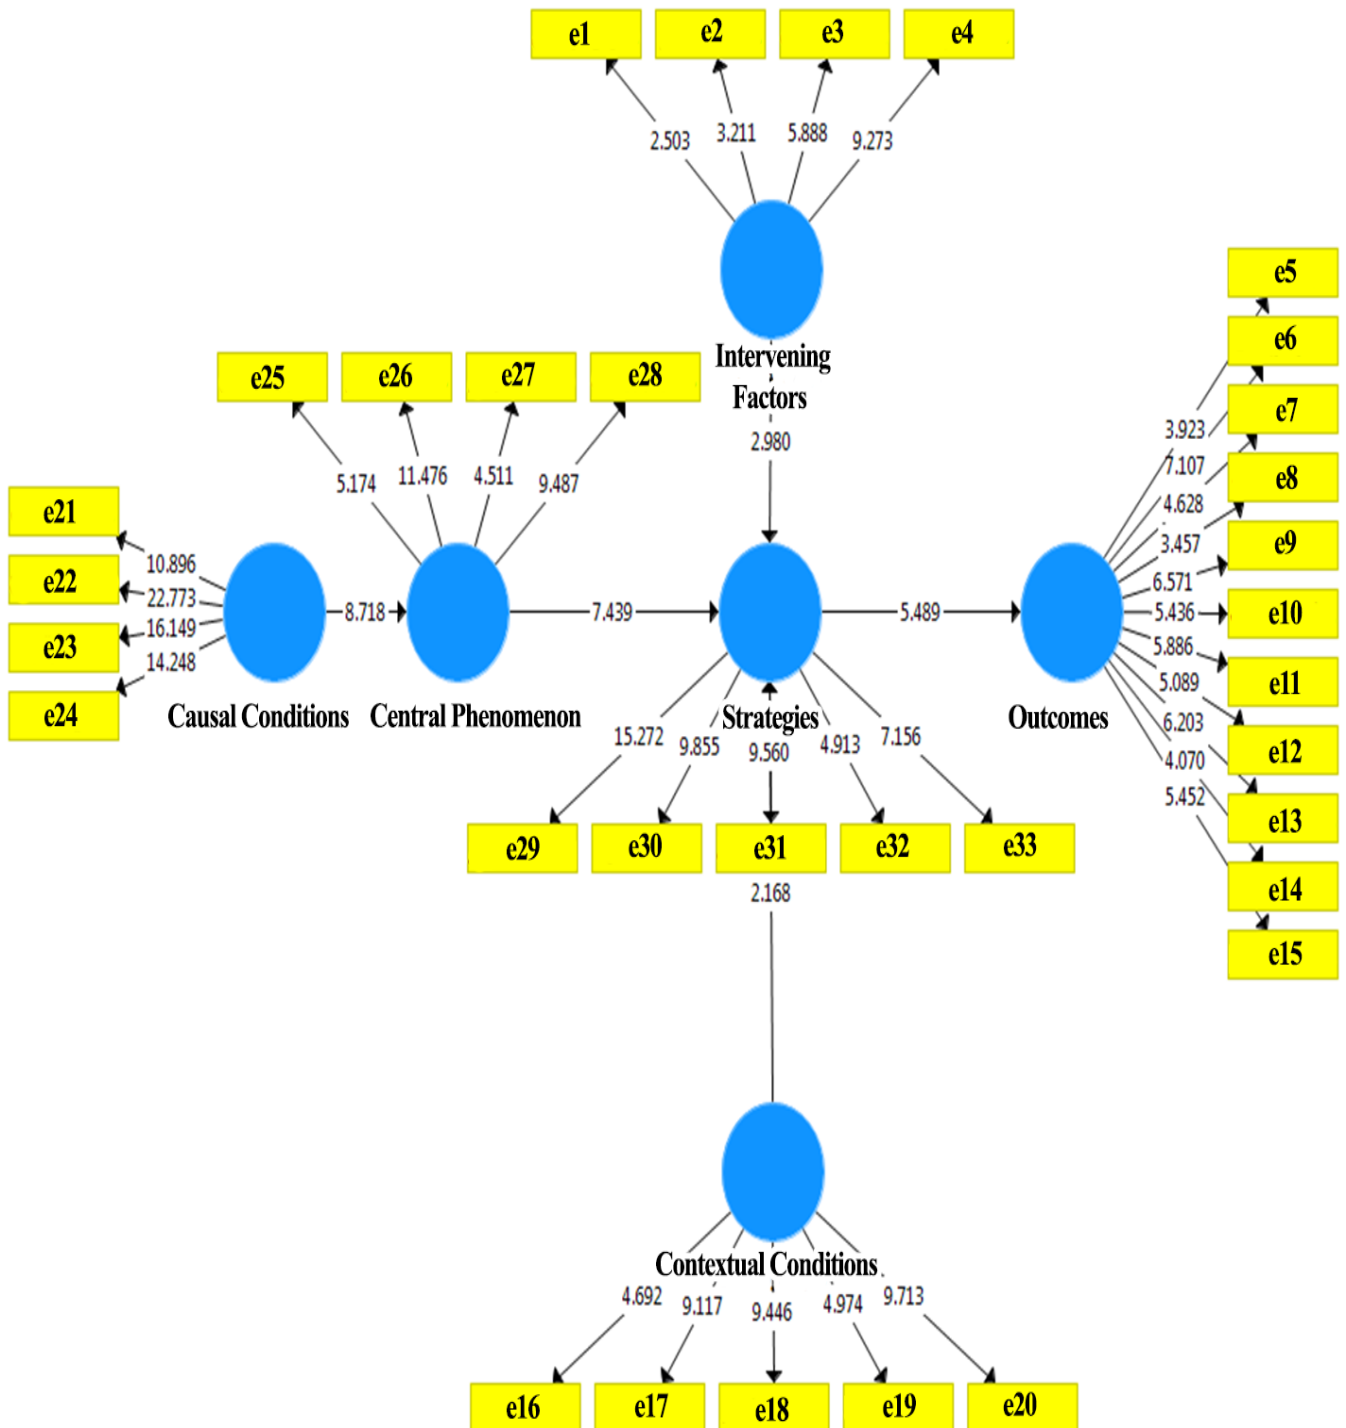 e1
e2
e3
e4
2.503
3.211
5.888
9.273
Intervening
Factors
2.980
e25
e26
e27
e28
5.174
11.476
4.511
9.487
e21
e22
e23
e24
10.896
22.773
16.149
14.248
8.718
7.439
5.489
Causal Conditions
Central Phenomenon
Strategies
Outcomes
15.272
9.855
9.560
4.913
7.156
e29
e30
e31
e32
e33
2.168
e5
e6
e7
e8
e9
e10
e11
e12
e13
e14
e15
3.923
7.107
4.628
3.457
6.571
5.436
5.886
5.089
6.203
4.070
5.452
Contextual Conditions
4.692
9.117
9.446
4.974
9.713
e16
e17
e18
e19
e20